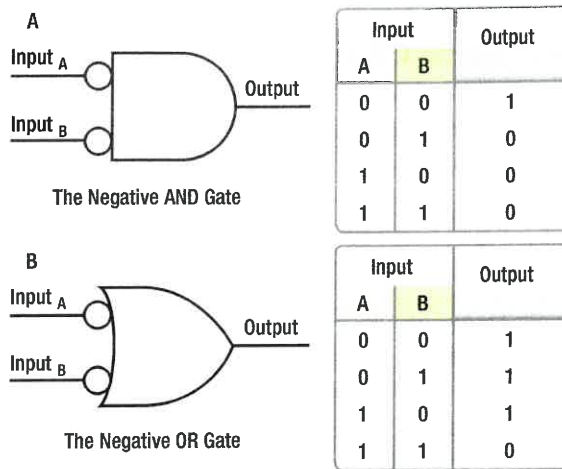 A
Input A
Input B
Output
The Negative AND Gate
Input Output
A B
0 0 1
0 1 0
1 0 0
1 1 0
B
Input A
Input B
Output
The Negative OR Gate
Input Output
A B
0 0 1
0 1 1
1 0 1
1 1 0